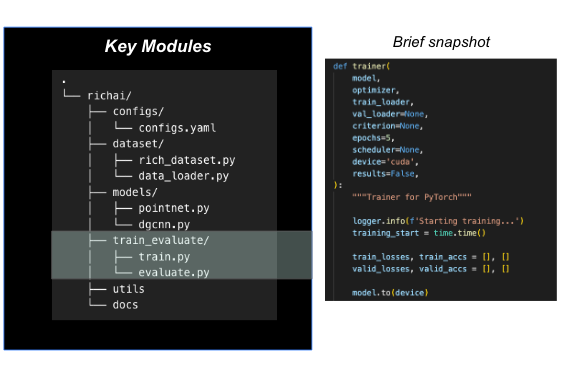 Key Modules
.
└── richai/
├── configs/
│ └──configs.yaml
├── dataset/
│ ├── rich_dataset.py
│ └── data_loader.py
├── models/
│ ├── pointnet.py
│ └── dgcnn.py
├── train_evaluate/
│ ├── train.py
│ └── evaluate.py
├── utils
└── docs
Brief snapshot
def trainer(
model,
optimizer,
train_loader,
val_loader=None,
criterion=None,
epochs=5,
scheduler=None,
device='cuda',
results=False,
):
"""Trainer for PyTorch"""
logger.info(f'Starting training...')
training_start = time.time()
train_losses, train_accs = [], []
valid_losses, valid_accs = [], []
model.to(device)